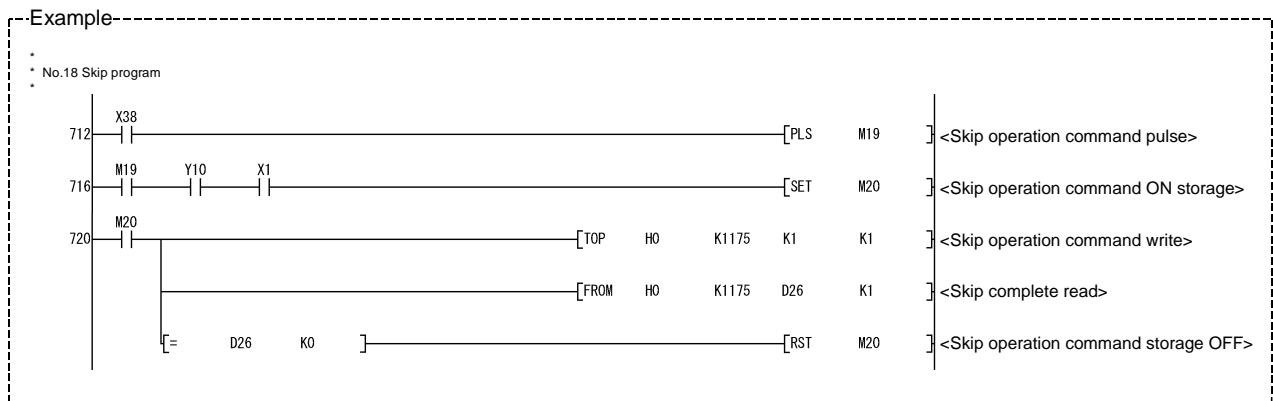 Example
*
* No.18 Skip program
*
X38
712 [PLS M19 ] <Skip operation command pulse>
M19 Y10 X1
716 [SET M20 ] <Skip operation command ON storage>
M20
720 [TOP H0 K1175 K1 K1 ] <Skip operation command write>
[FROM H0 K1175 D26 K1 ] <Skip complete read>
[= D26 K0 ] [RST M20 ] <Skip operation command storage OFF>